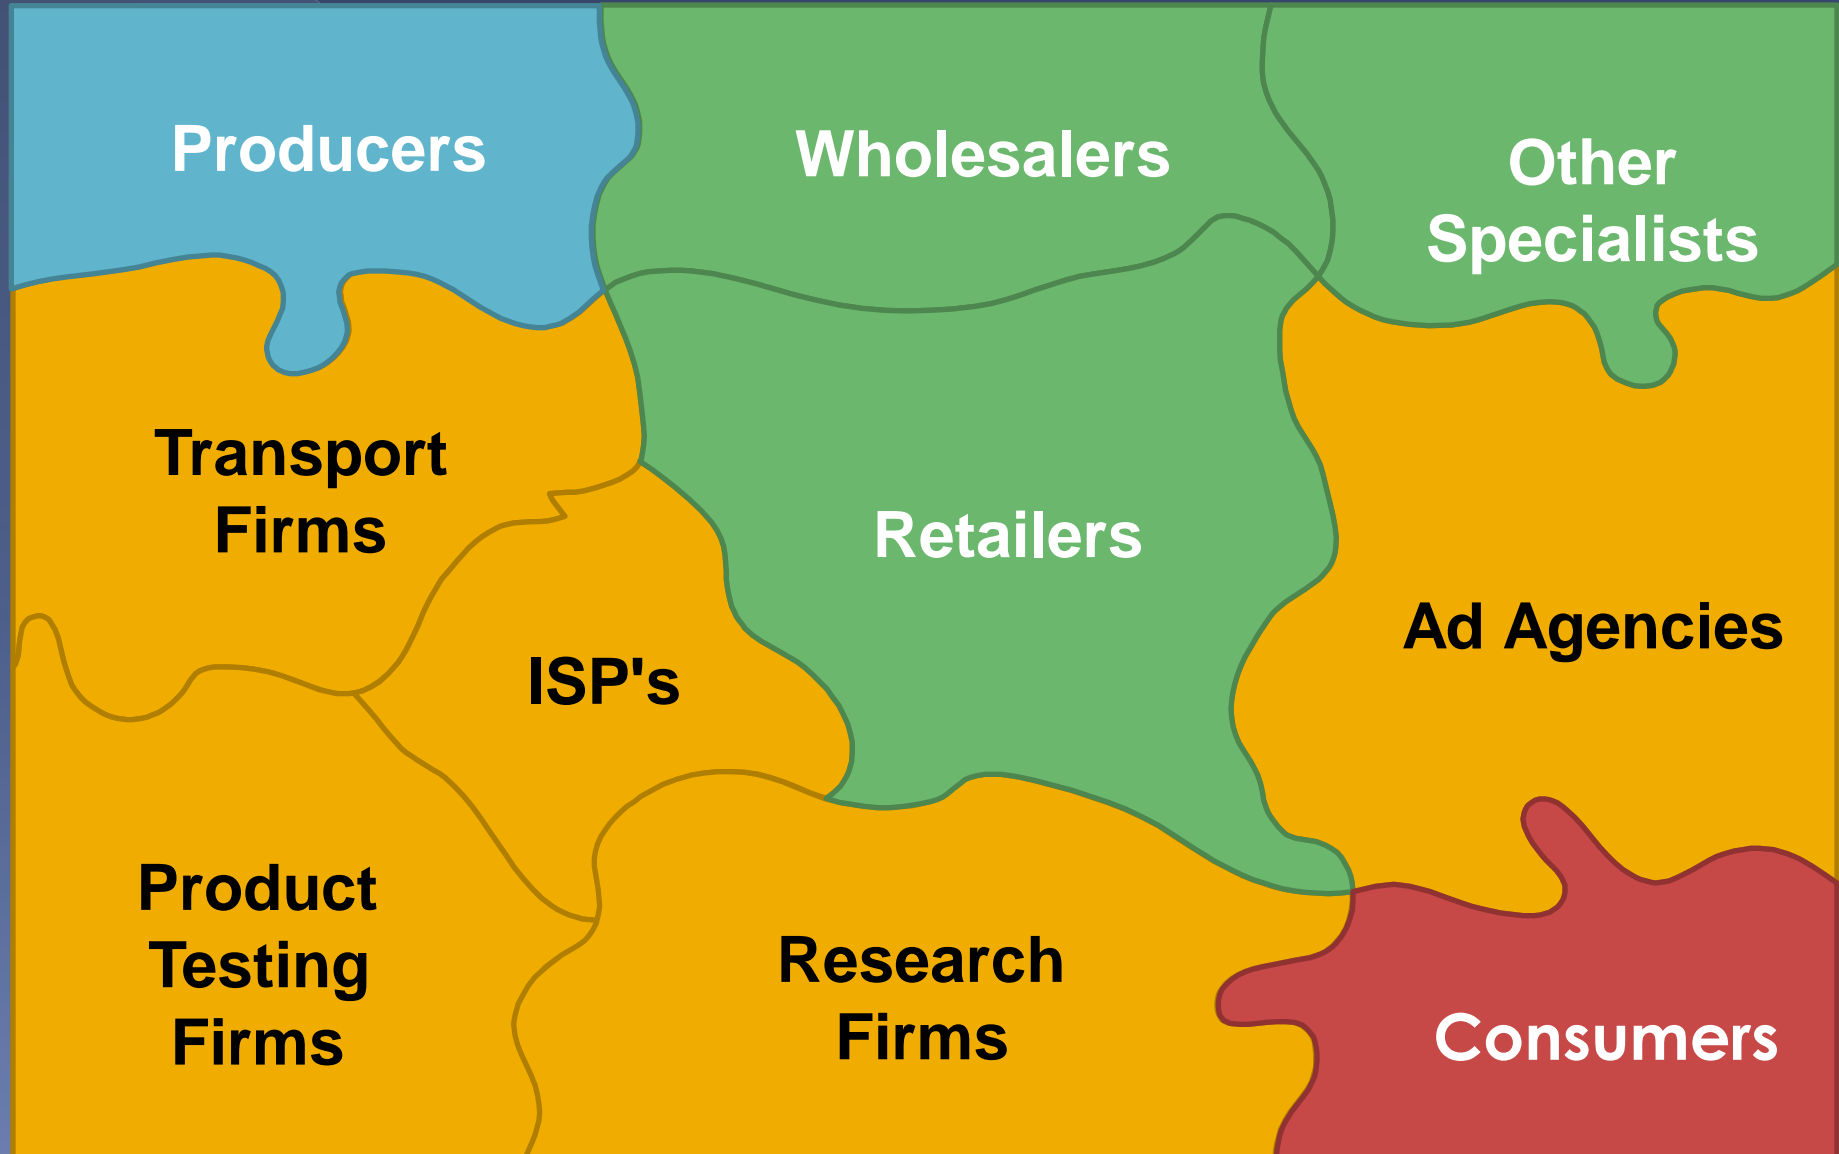 Producers
Wholesalers
Other
Specialists
Transport
Firms
Retailers
Ad Agencies
ISP's
Product
Testing
Firms
Research
Firms
Consumers